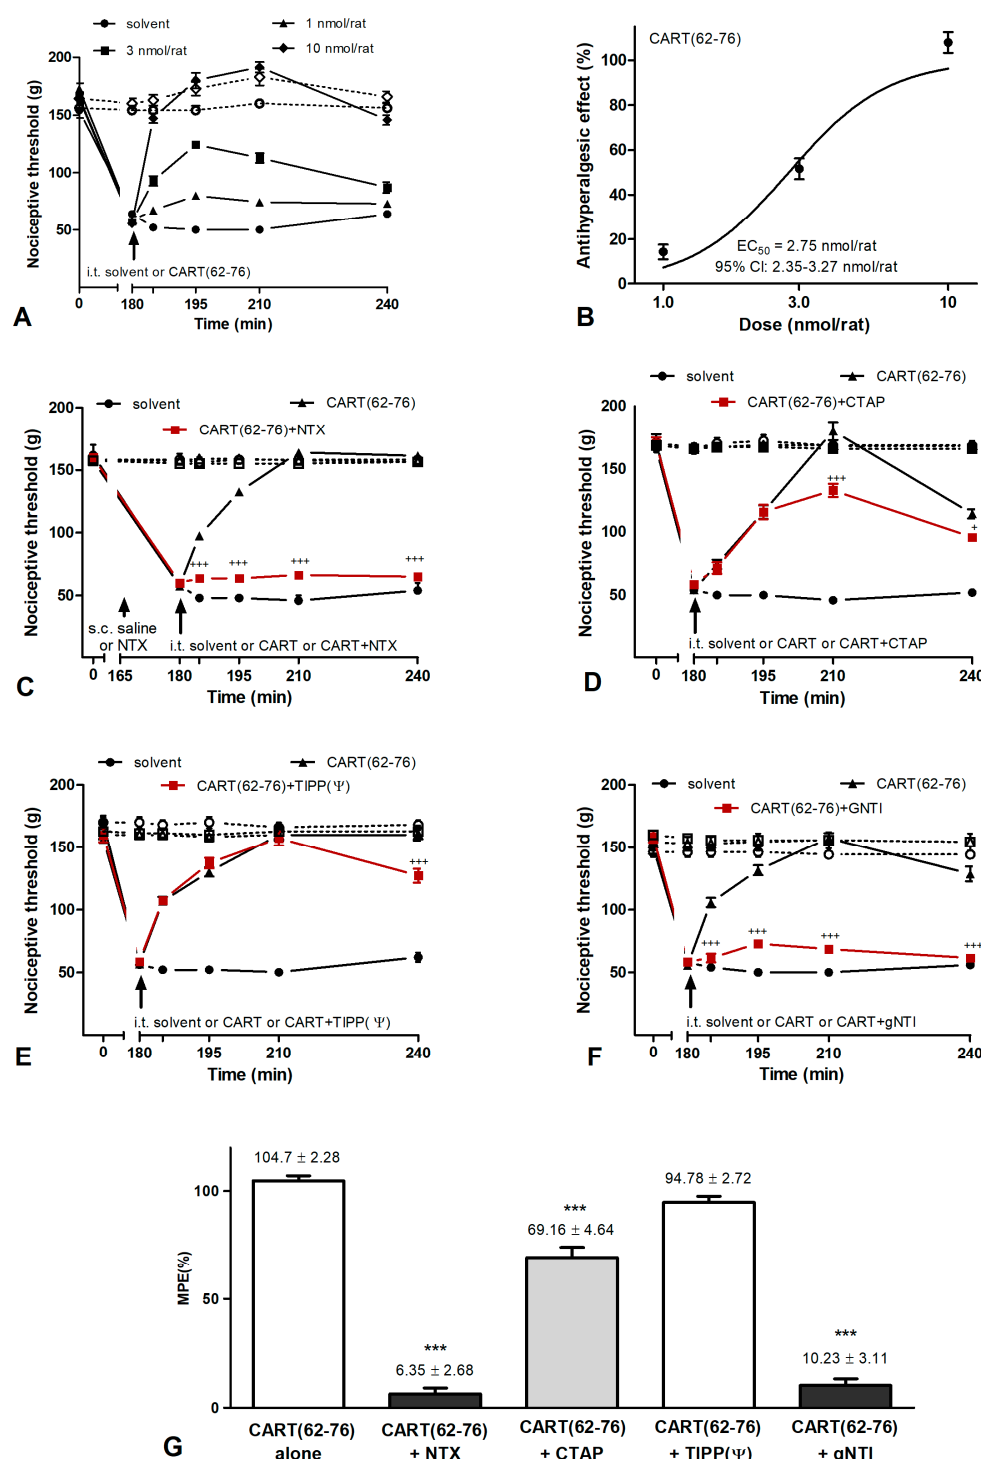 solvent
1 nmol/rat
3 nmol/rat
10 nmol/rat
Nociceptive threshold (g)
200
150
100
50
i.t. solvent or CART(62-76)
0
180
195
210
240
Time (min)
A
CART(62-76)
Antihyperalgesic effect (%)
100
80
60
40
20
0
EC50 = 2.75 nmol/rat
95% CI: 2.35-3.27 nmol/rat
1.0
3.0
10
Dose (nmol/rat)
B
solvent
CART(62-76)
CART(62-76)+NTX
Nociceptive threshold (g)
200
150
100
50
+++
+++
+++
+++
s.c. saline
or NTX
i.t. solvent or CART or CART+NTX
0
165
180
195
210
240
Time (min)
C
solvent
CART(62-76)
CART(62-76)+CTAP
Nociceptive threshold (g)
200
150
100
50
+++
+
i.t. solvent or CART or CART+CTAP
0
180
195
210
240
Time (min)
D
solvent
CART(62-76)
CART(62-76)+TIPP(Ψ)
Nociceptive threshold (g)
200
150
100
50
+++
i.t. solvent or CART or CART+TIPP(Ψ)
0
180
195
210
240
Time (min)
E
solvent
CART(62-76)
CART(62-76)+GNTI
Nociceptive threshold (g)
200
150
100
50
+++
+++
+++
+++
i.t. solvent or CART or CART+gNTI
0
180
195
210
240
Time (min)
F
MPE(%)
100
50
0
104.7 ± 2.28
***
6.35 ± 2.68
***
69.16 ± 4.64
94.78 ± 2.72
***
10.23 ± 3.11
CART(62-76)
alone
CART(62-76)
+ NTX
CART(62-76)
+ CTAP
CART(62-76)
+ TIPP(Ψ)
CART(62-76)
+ gNTI
G